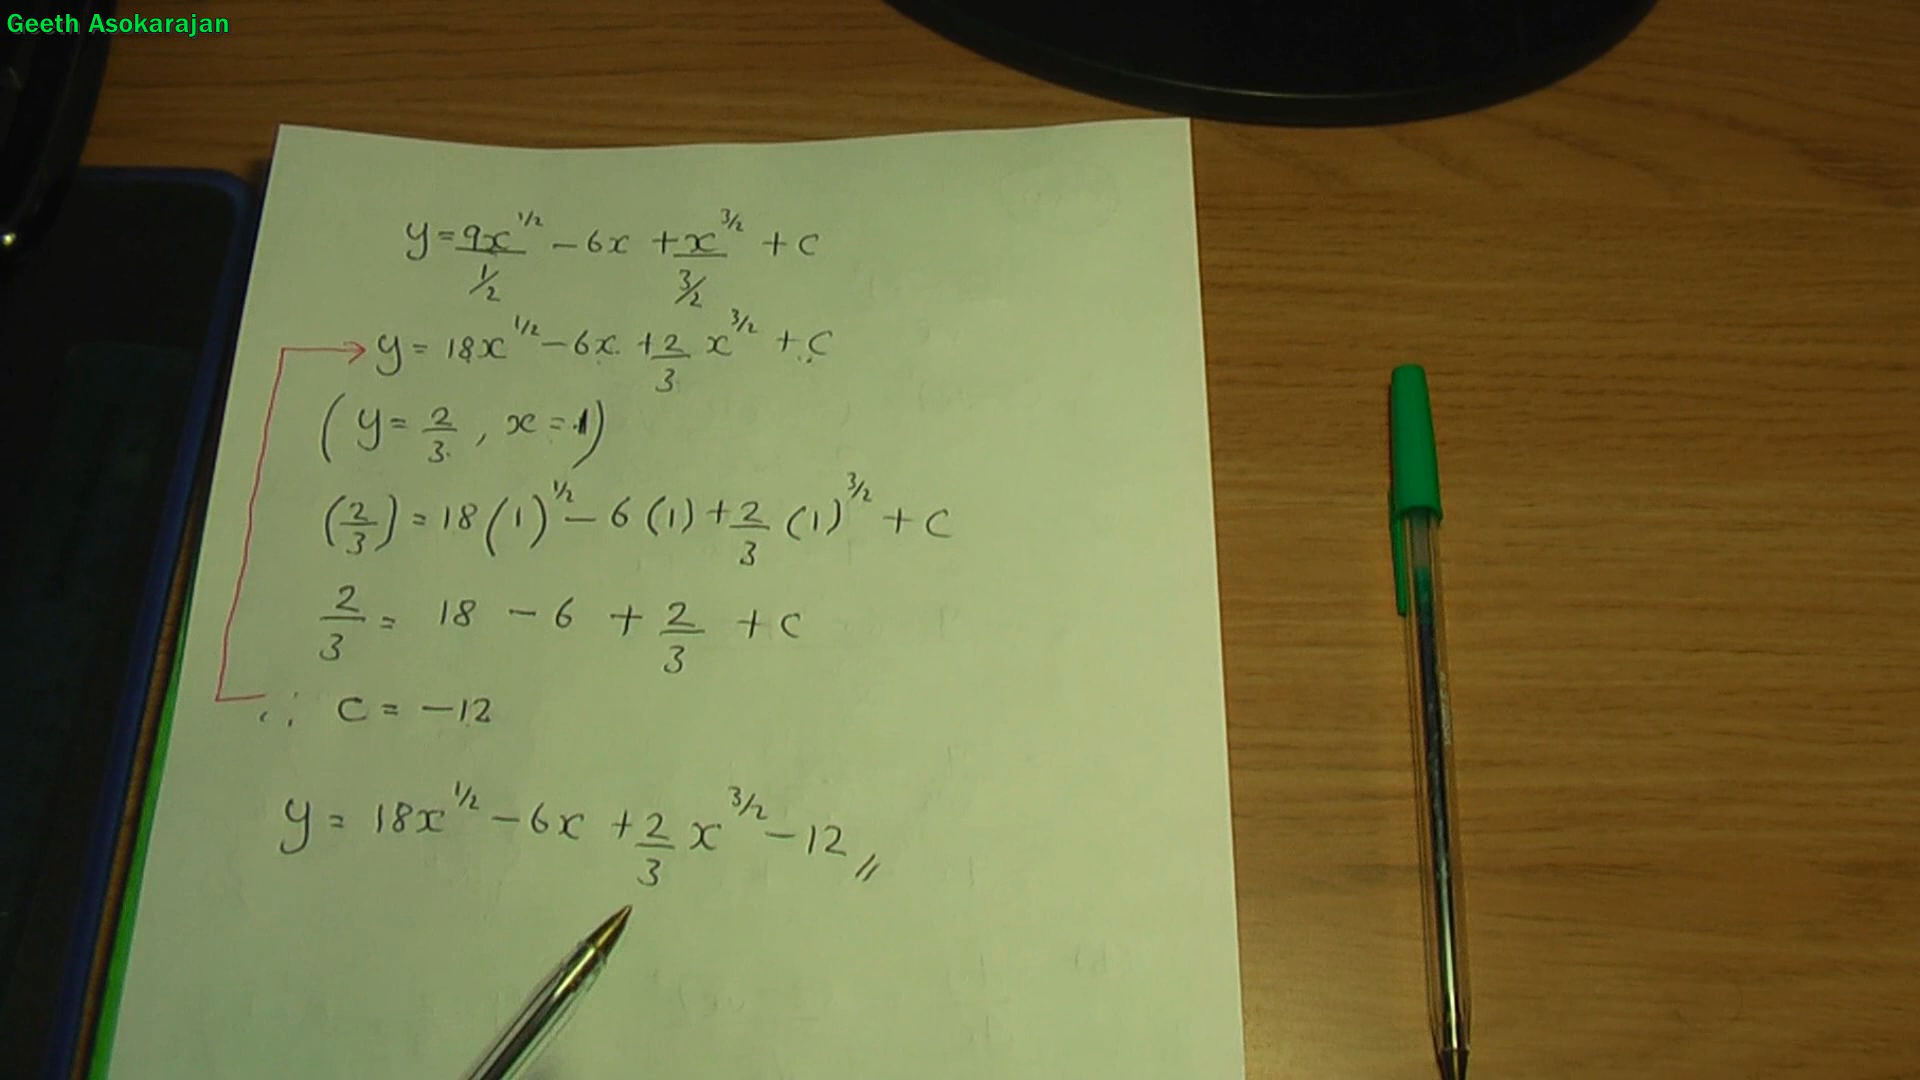 Geeth Asokarajan
y = 9x^1/2 / 1/2 - 6x + x^3/2 / 3/2 + c
y = 18x^1/2 - 6x + 2/3 x^3/2 + c
(y = 2/3, x = 1)
(2/3) = 18(1)^1/2 - 6(1) + 2/3 (1)^3/2 + c
2/3 = 18 - 6 + 2/3 + c
∴ c = -12
y = 18x^1/2 - 6x + 2/3 x^3/2 - 12 //